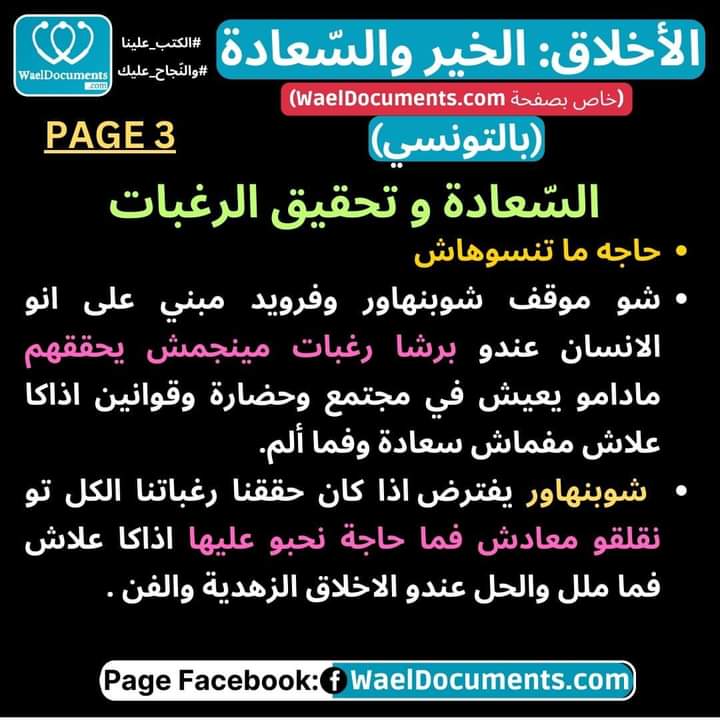 الأخلاق: الخير والسّعادة
#الكتب_علينا
#والنّجاح_عليك
WaelDocuments
.com
(خاص بصفحة WaelDocuments.com)
PAGE 3
(بالتونسي)
السّعادة و تحقيق الرغبات
• حاجه ما تنسوهاش
• شو موقف شوبنهاور وفرويد مبني على انو
الانسان عندو برشا رغبات مينجمش يحققهم
مادامو يعيش في مجتمع وحضارة وقوانين اذاكا
علاش مفماش سعادة وفما ألم.
• شوبنهاور يفترض اذا كان حققنا رغباتنا الكل تو
نقلقو معادش فما حاجة نحبو عليها اذاكا علاش
فما ملل والحل عندو الاخلاق الزهدية والفن .
Page Facebook: WaelDocuments.com